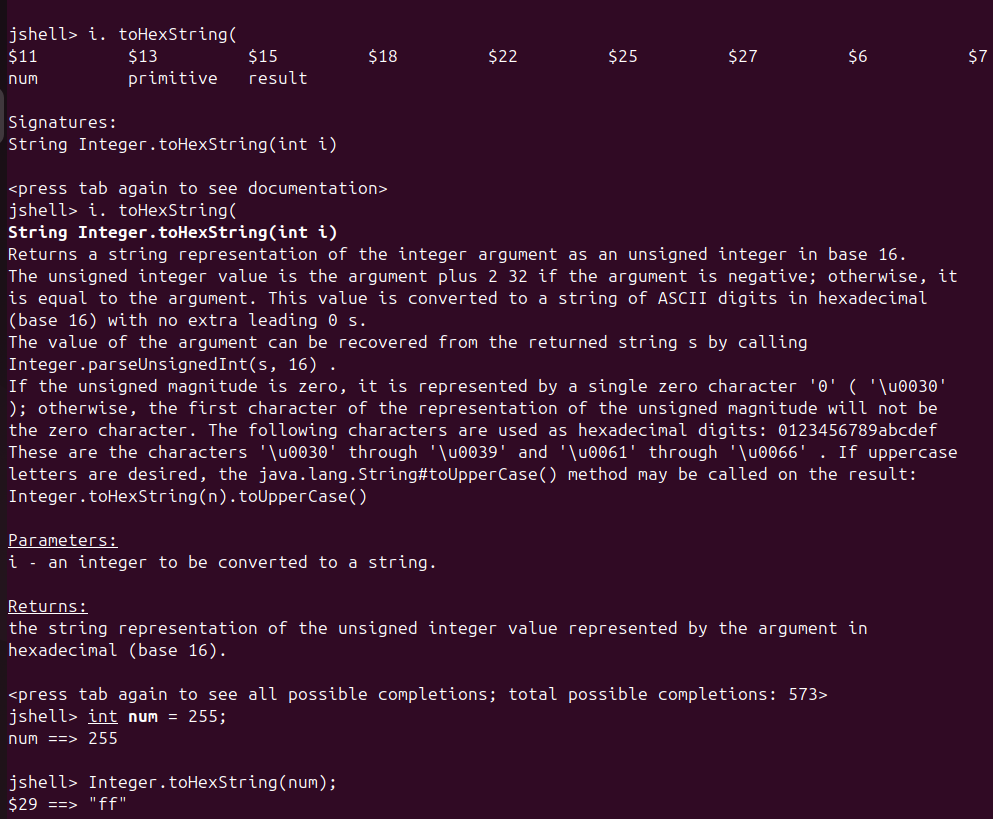 jshell> i. toHexString(
$11 $13 $15 $18 $22 $25 $27 $6 $7
num primitive result
Signatures:
String Integer.toHexString(int i)
<press tab again to see documentation>
jshell> i. toHexString(
String Integer.toHexString(int i)
Returns a string representation of the integer argument as an unsigned integer in base 16.
The unsigned integer value is the argument plus 2 32 if the argument is negative; otherwise, it
is equal to the argument. This value is converted to a string of ASCII digits in hexadecimal
(base 16) with no extra leading 0 s.
The value of the argument can be recovered from the returned string s by calling
Integer.parseUnsignedInt(s, 16) .
If the unsigned magnitude is zero, it is represented by a single zero character '0' ( '\u0030'
); otherwise, the first character of the representation of the unsigned magnitude will not be
the zero character. The following characters are used as hexadecimal digits: 0123456789abcdef
These are the characters '\u0030' through '\u0039' and '\u0061' through '\u0066' . If uppercase
letters are desired, the java.lang.String#toUpperCase() method may be called on the result:
Integer.toHexString(n).toUpperCase()
Parameters:
i - an integer to be converted to a string.
Returns:
the string representation of the unsigned integer value represented by the argument in
hexadecimal (base 16).
<press tab again to see all possible completions; total possible completions: 573>
jshell> int num = 255;
num ==> 255
jshell> Integer.toHexString(num);
$29 ==> "ff"